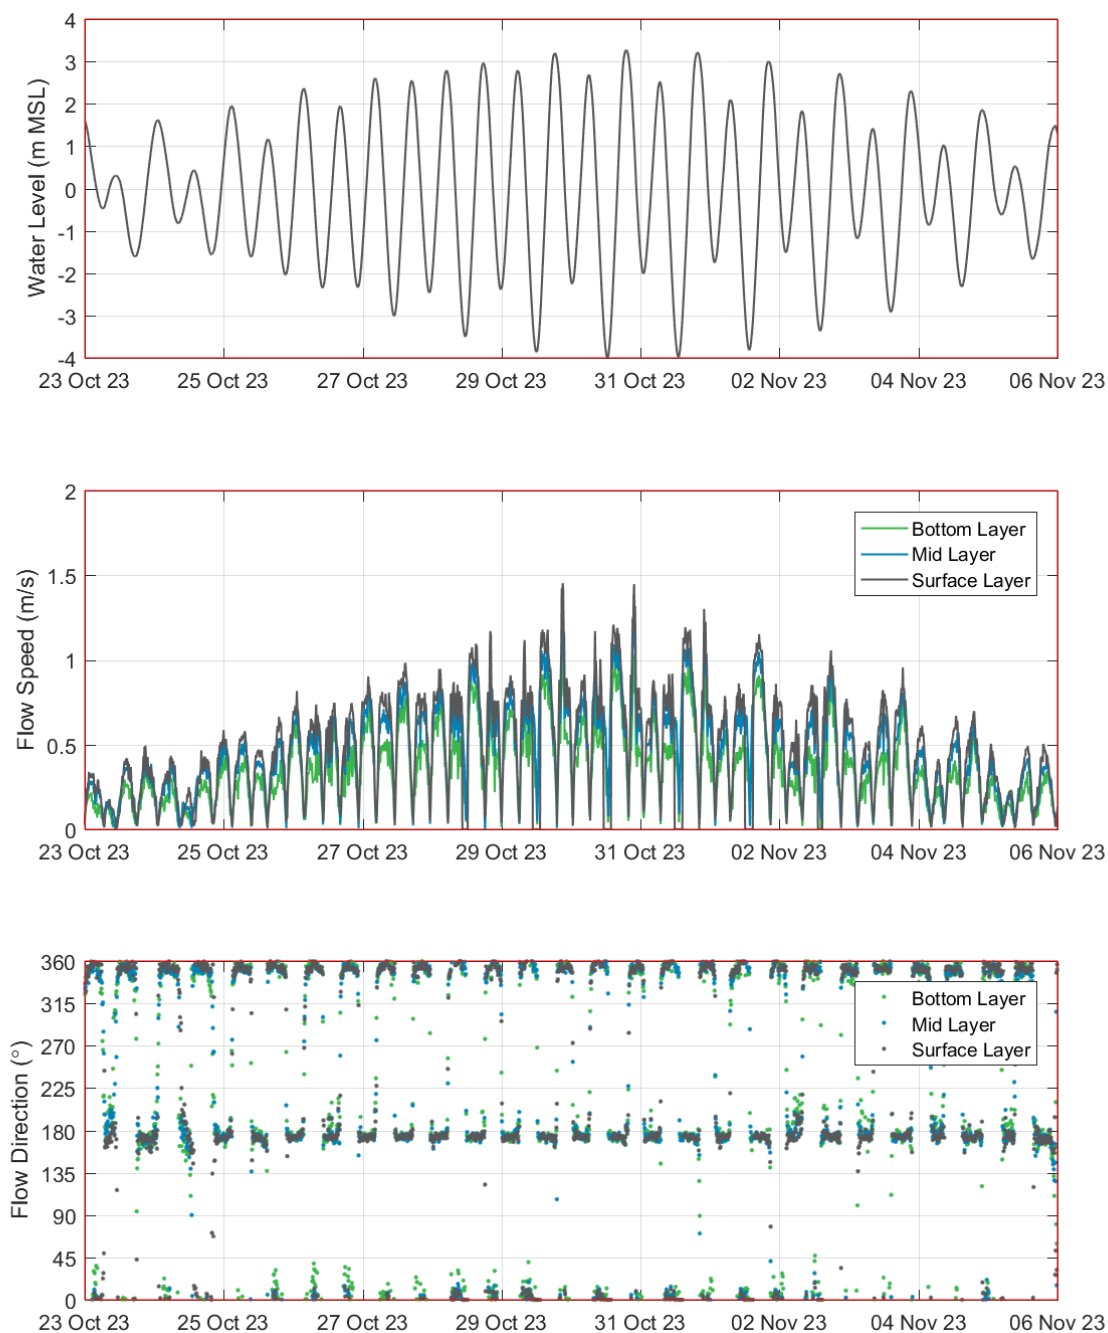 Water Level (m MSL)
4
3
2
1
0
-1
-2
-3
-4
23 Oct 23 25 Oct 23 27 Oct 23 29 Oct 23 31 Oct 23 02 Nov 23 04 Nov 23 06 Nov 23
Flow Speed (m/s)
2
1.5
1
0.5
0
Bottom Layer
Mid Layer
Surface Layer
23 Oct 23 25 Oct 23 27 Oct 23 29 Oct 23 31 Oct 23 02 Nov 23 04 Nov 23 06 Nov 23
Flow Direction (°)
360
315
270
225
180
135
90
45
0
Bottom Layer
Mid Layer
Surface Layer
23 Oct 23 25 Oct 23 27 Oct 23 29 Oct 23 31 Oct 23 02 Nov 23 04 Nov 23 06 Nov 23